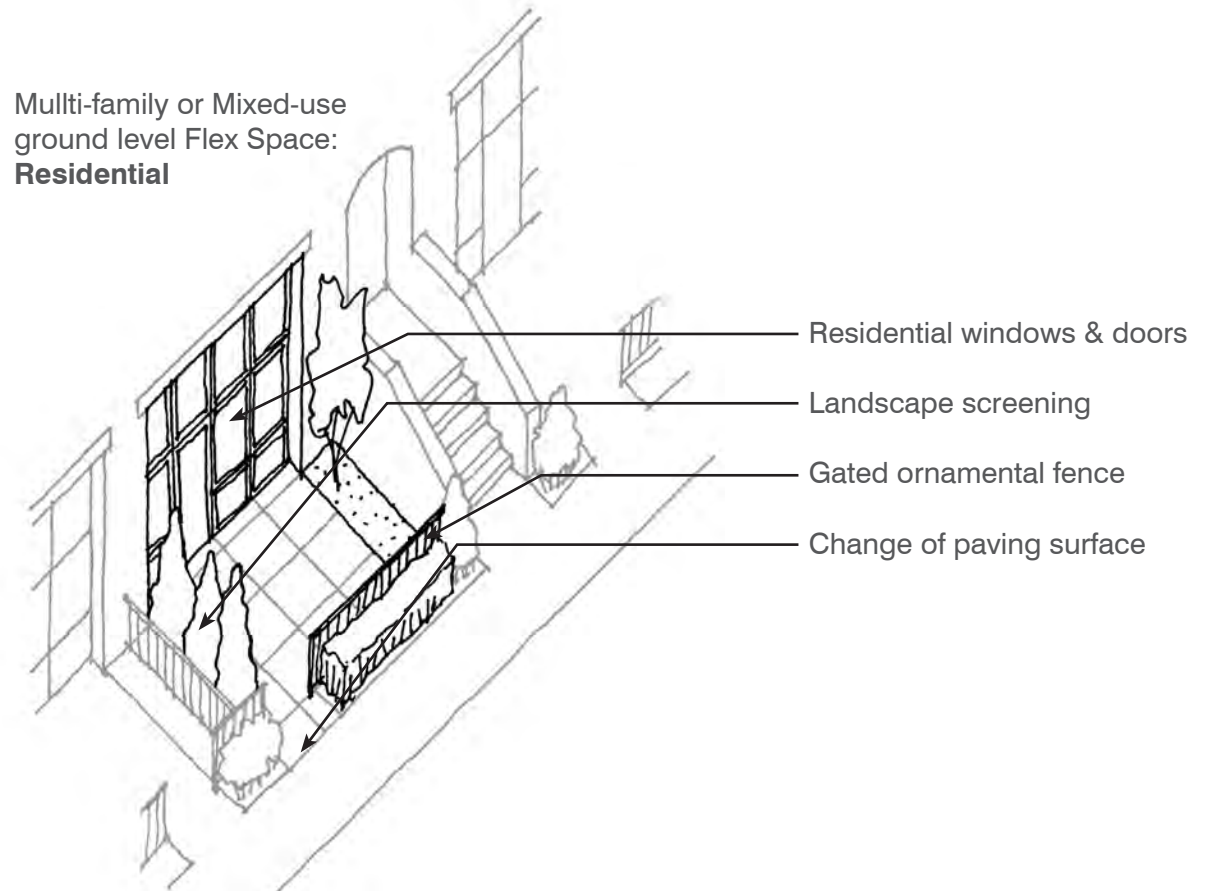 Mullti-family or Mixed-use
ground level Flex Space:
Residential
Residential windows & doors
Landscape screening
Gated ornamental fence
Change of paving surface